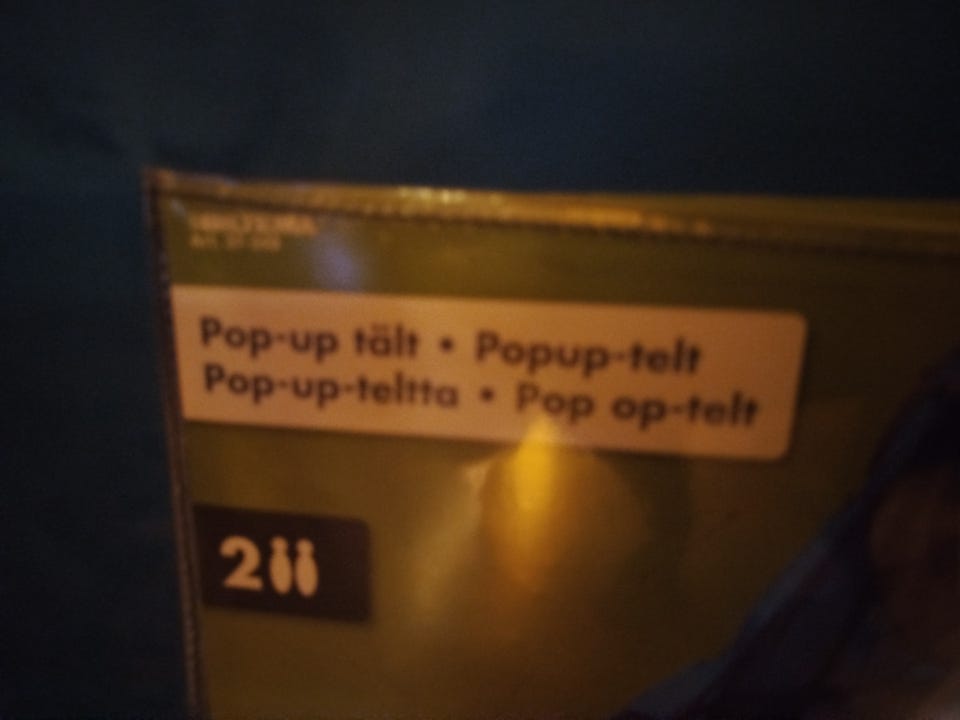 Pop-up tält • Popup-telt
Pop-up-teltta • Pop op-telt
2